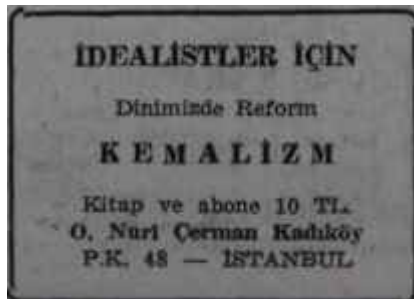 İDEALİSTLER İÇİN
Dinimizde Reform
KEMALİZM
Kitap ve abone 10 TL.
O. Nuri Çerman Kadıköy
P.K. 48 — İSTANBUL